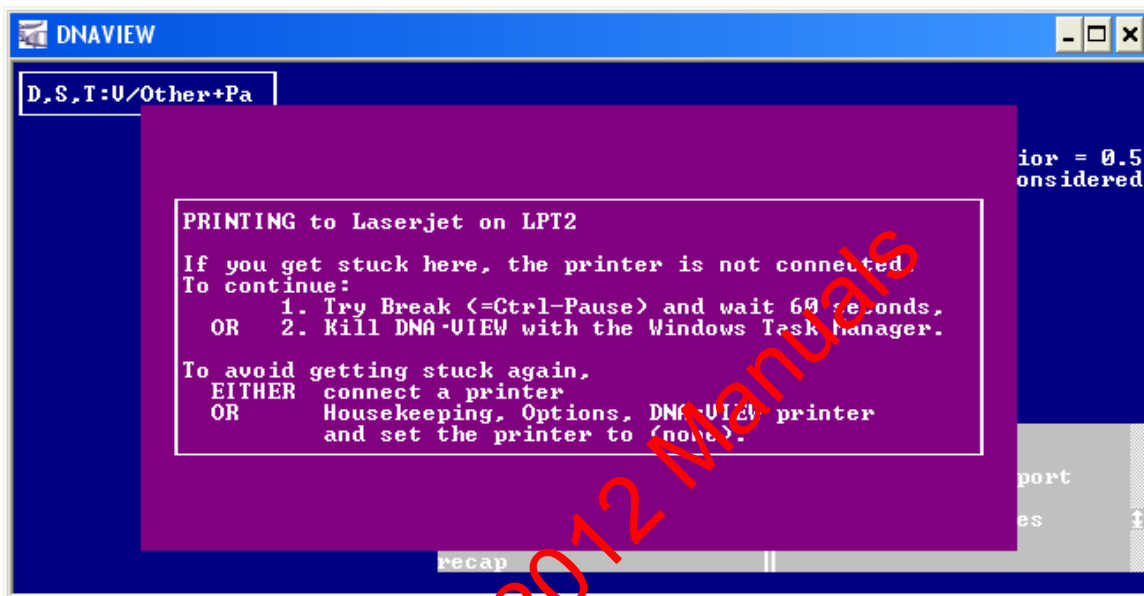 DNAVIEW
D,S,T:V/Other+Pa
ior = 0.5
onsidered
PRINTING to Laserjet on LPT2
If you get stuck here, the printer is not connected.
To continue:
1. Try Break (=Ctrl-Pause) and wait 60 seconds,
OR 2. Kill DNA·VIEW with the Windows Task Manager.
To avoid getting stuck again,
EITHER connect a printer
OR Housekeeping, Options, DNA·VIEW printer
and set the printer to (none).
port
es
recap
2012 Manuals